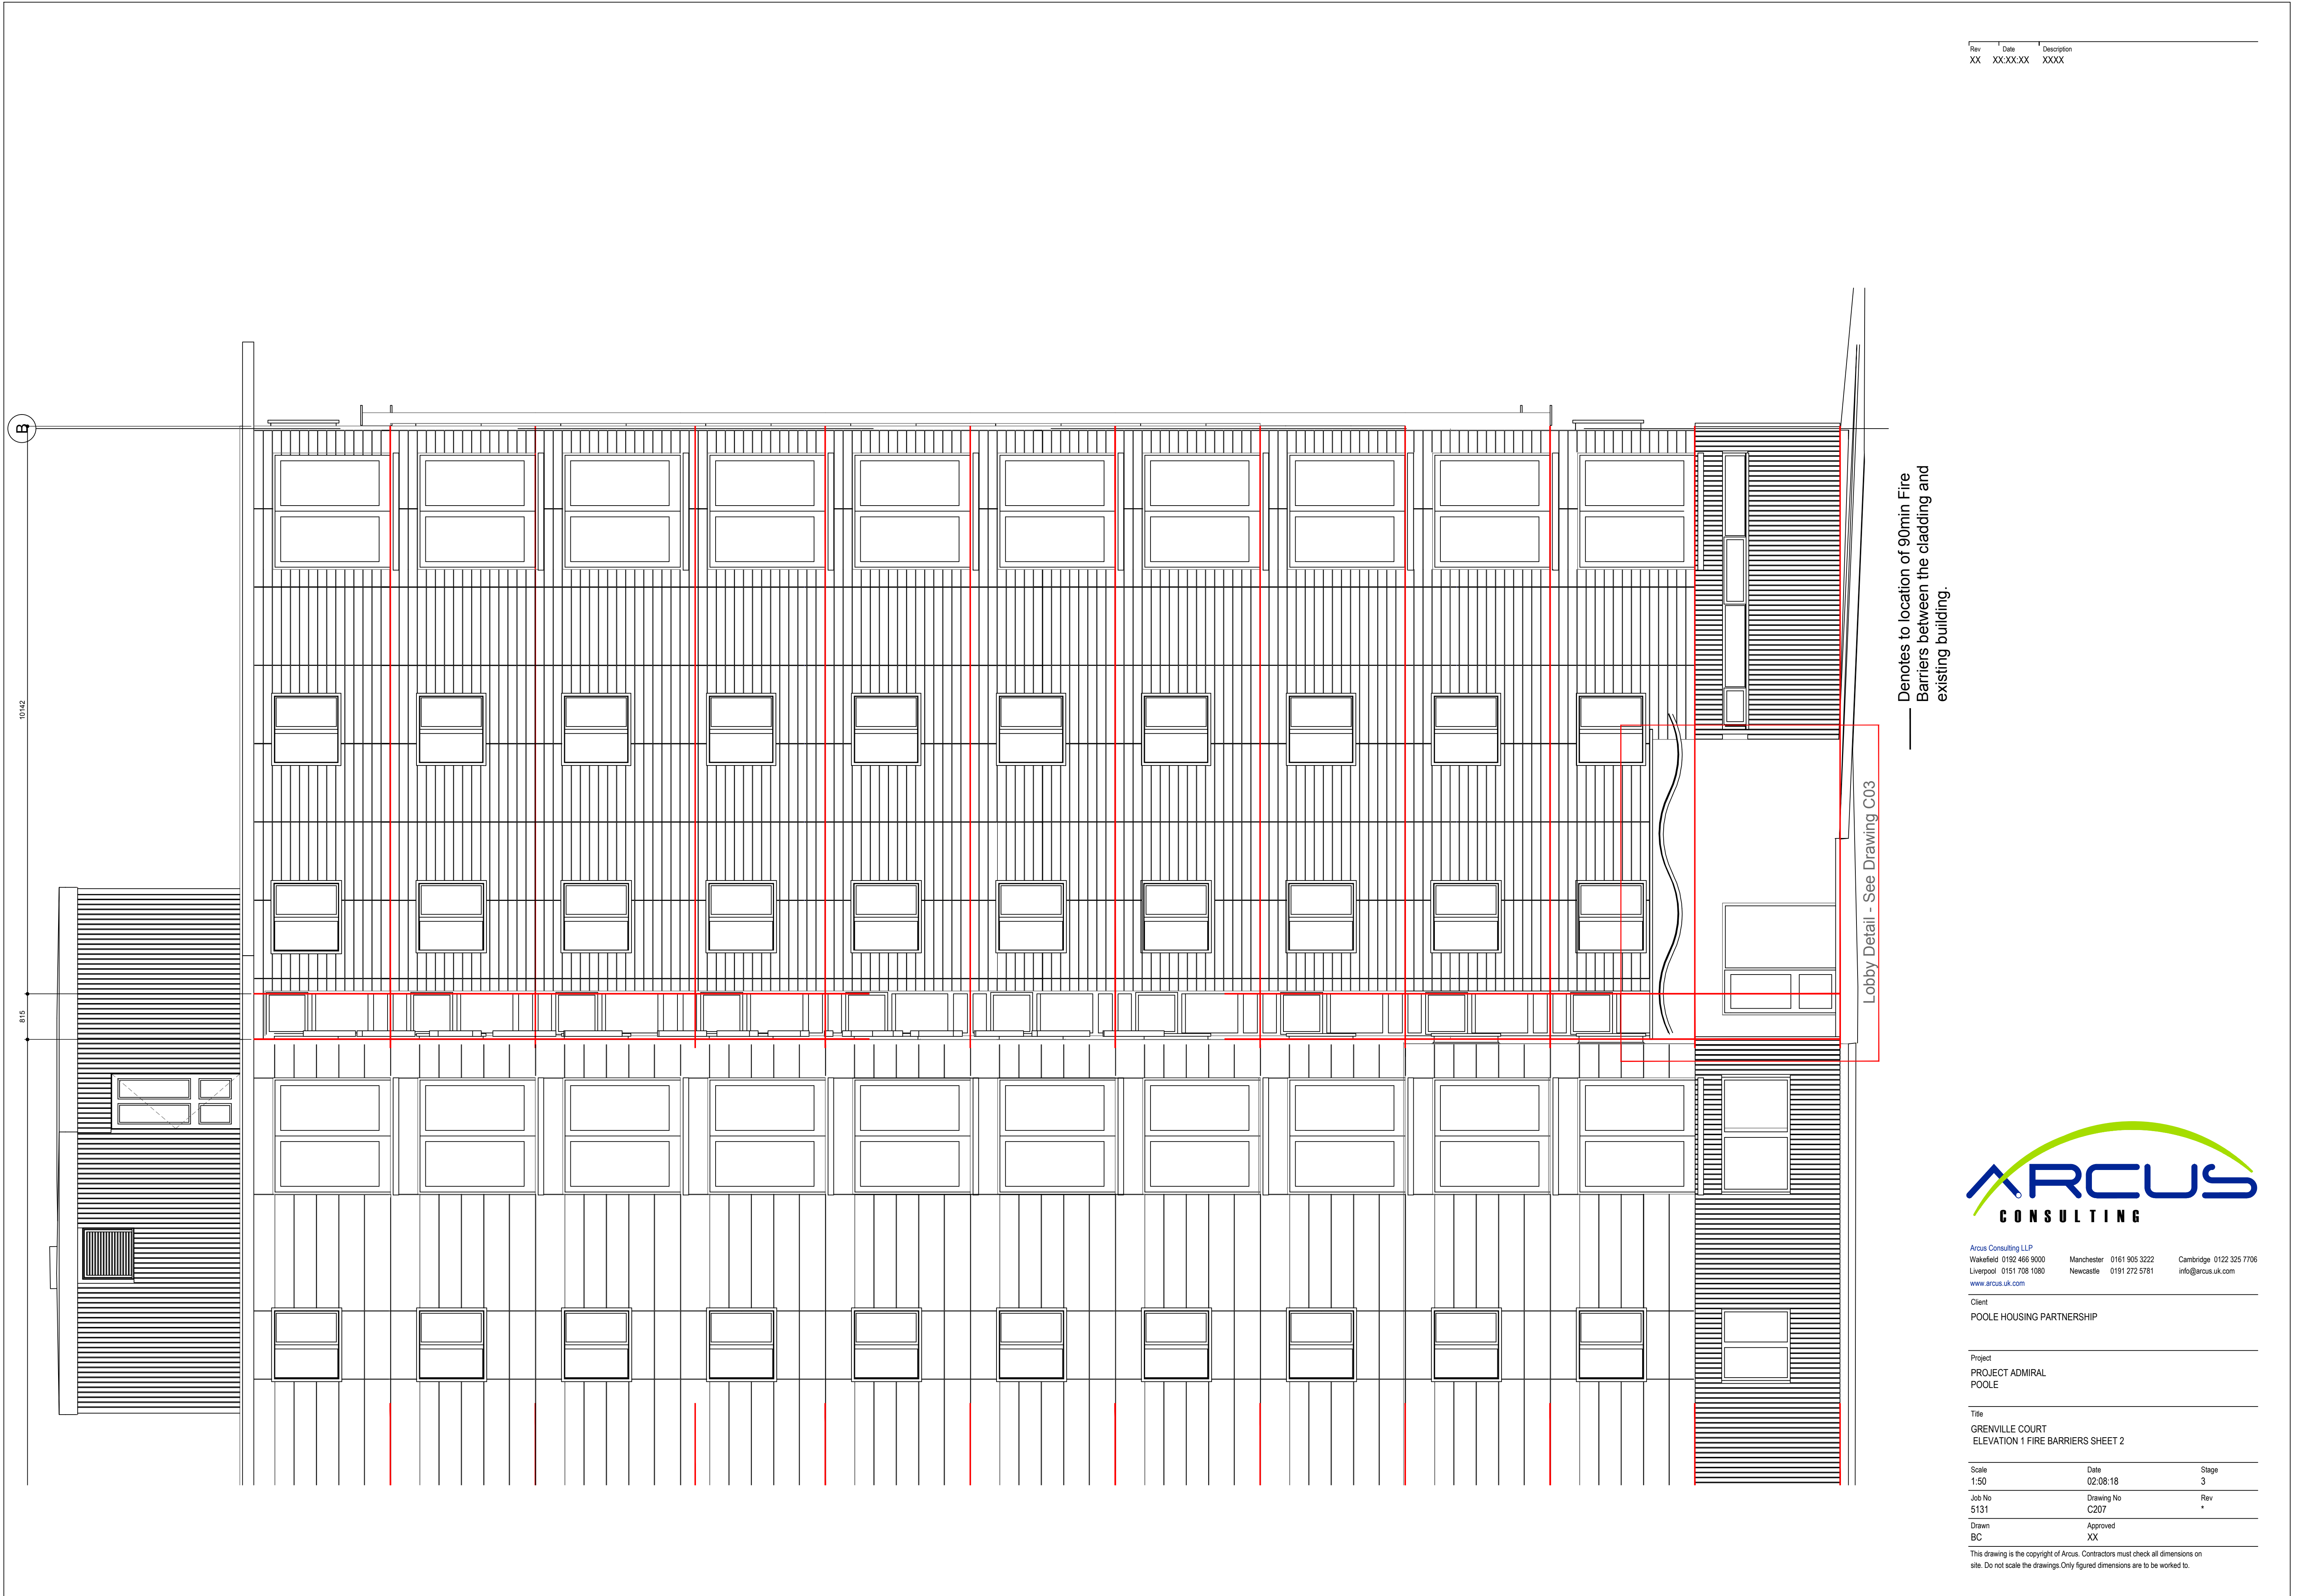 Rev Date Description
XX XX:XX:XX XXXX
B
10142
815
Denotes to location of 90min Fire
Barriers between the cladding and
existing building.
Lobby Detail - See Drawing C03
ARCUS
CONSULTING
Arcus Consulting LLP
Wakefield 0192 466 9000 Manchester 0161 905 3222 Cambridge 0122 325 7706
Liverpool 0151 708 1080 Newcastle 0191 272 5781 info@arcus.uk.com
www.arcus.uk.com
Client
POOLE HOUSING PARTNERSHIP
Project
PROJECT ADMIRAL
POOLE
Title
GRENVILLE COURT
ELEVATION 1 FIRE BARRIERS SHEET 2
Scale Date Stage
1:50 02:08:18 3
Job No Drawing No Rev
5131 C207 *
Drawn Approved
BC XX
This drawing is the copyright of Arcus. Contractors must check all dimensions on
site. Do not scale the drawings.Only figured dimensions are to be worked to.